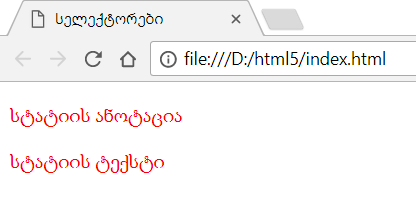 სელექტორები
file:///D:/html5/index.html
სტატიის ანოტაცია
სტატიის ტექსტი